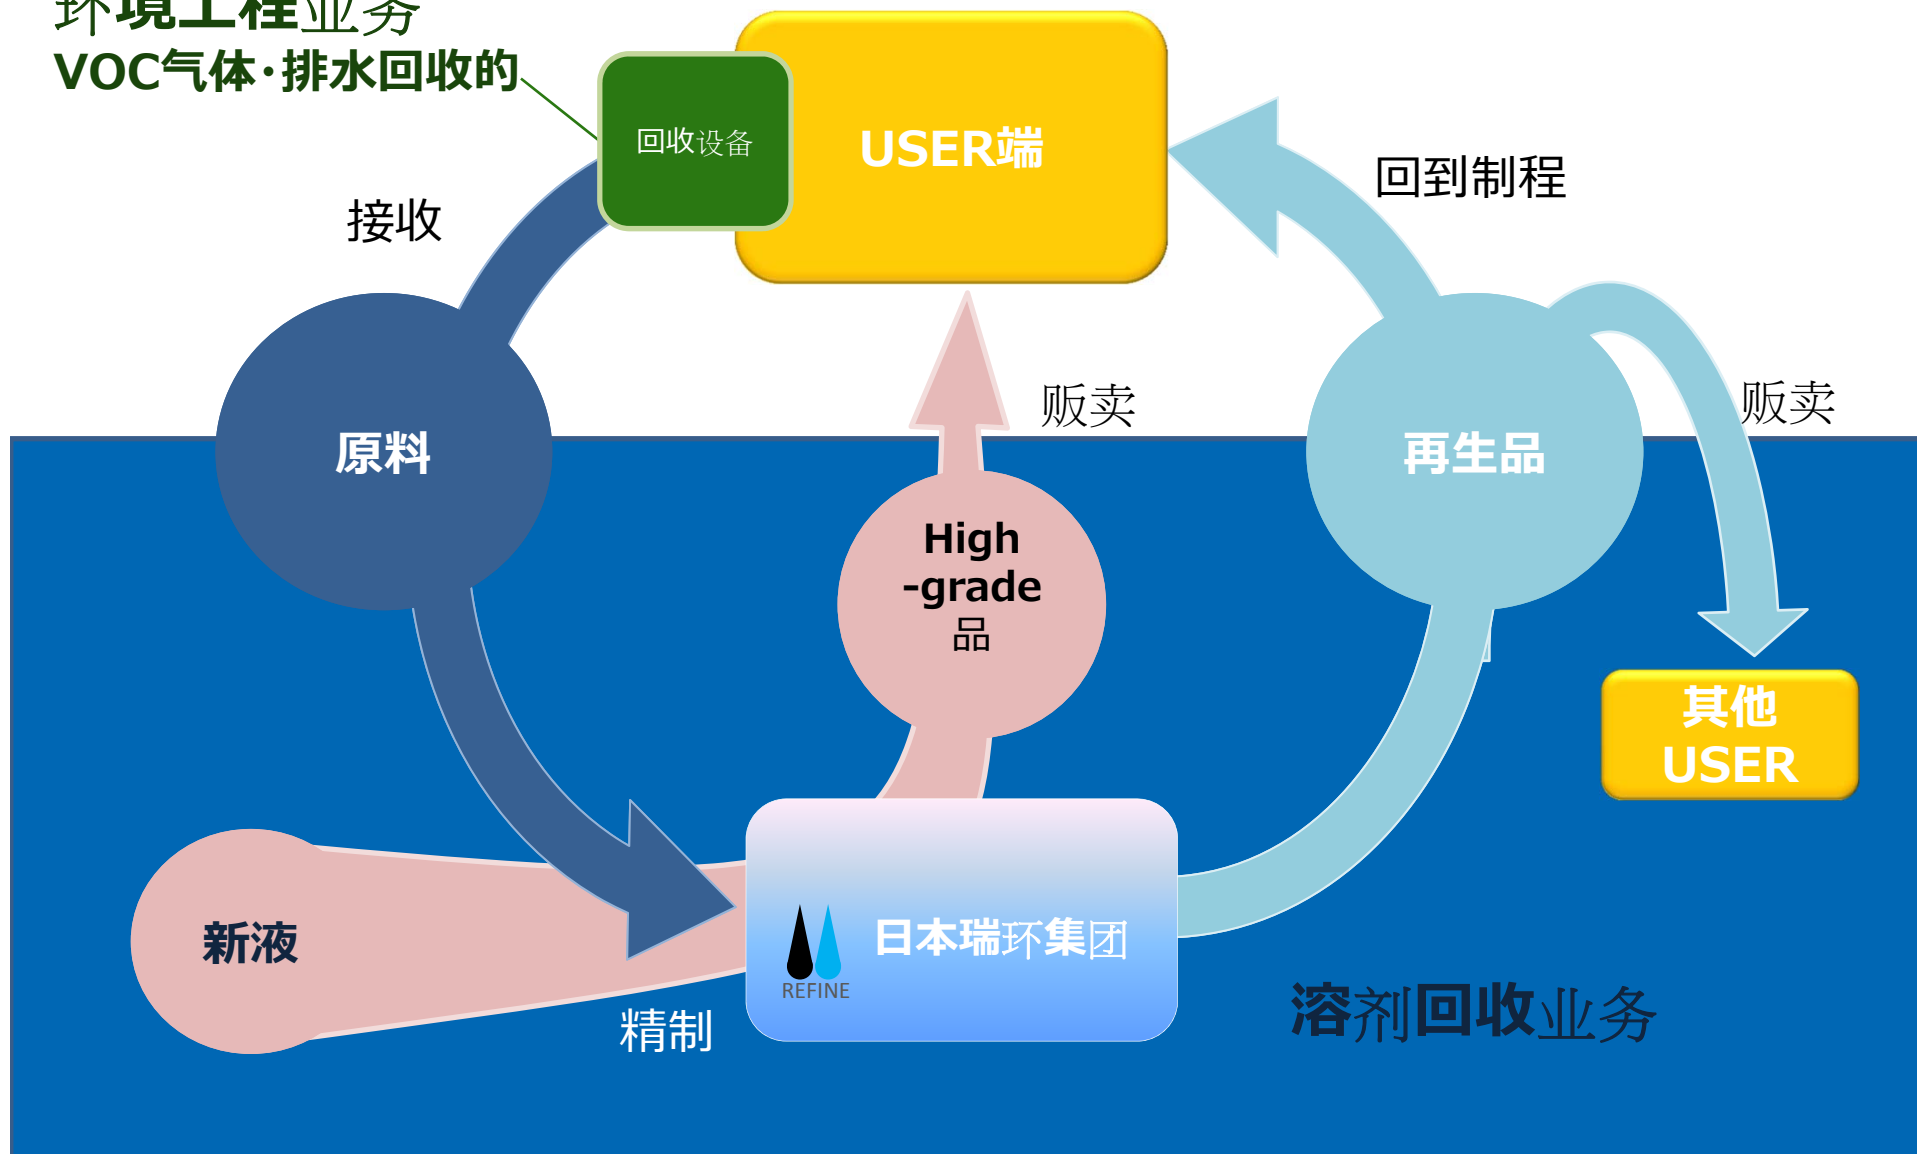 环境工程业务
VOC气体·排水回收的
回收设备
USER端
回到制程
接收
贩卖
贩卖
原料
再生品
High
-grade
品
其他
USER
新液
日本瑞环集团
REFINE
精制
溶剂回收业务